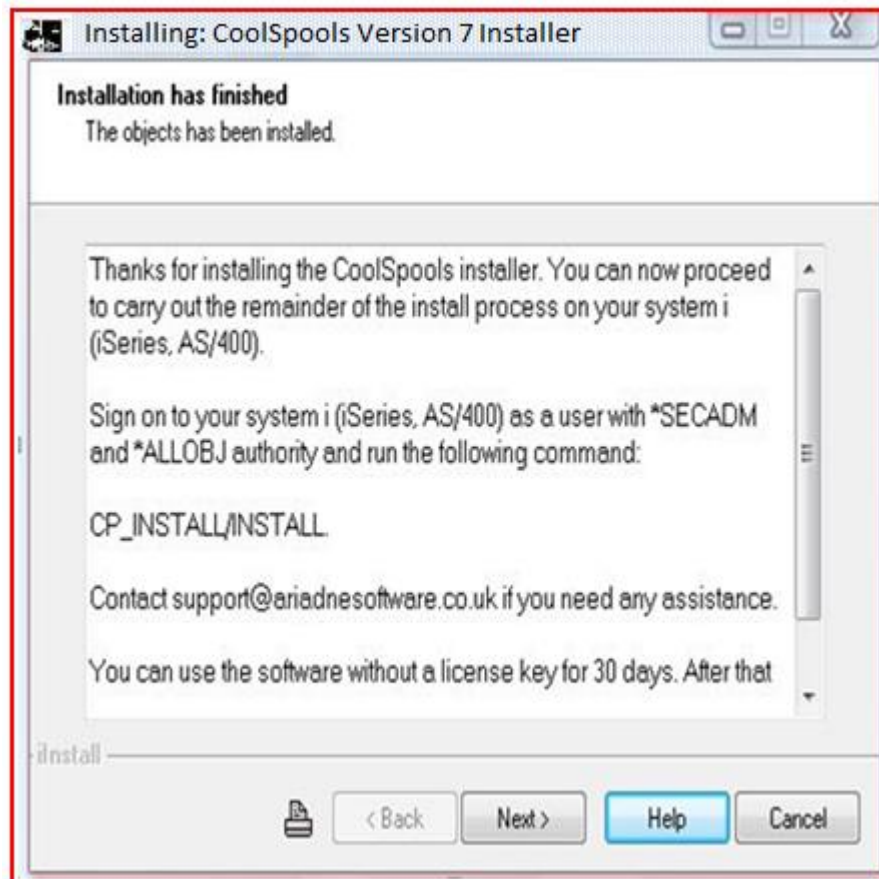 Installing: CoolSpools Version 7 Installer
Installation has finished
The objects has been installed.
Thanks for installing the CoolSpools installer. You can now proceed
to carry out the remainder of the install process on your system i
(iSeries, AS/400).
Sign on to your system i (iSeries, AS/400) as a user with *SECADM
and *ALLOBJ authority and run the following command:
CP_INSTALL/INSTALL.
Contact support@ariadnesoftware.co.uk if you need any assistance.
You can use the software without a license key for 30 days. After that
iInstall
< Back Next > Help Cancel